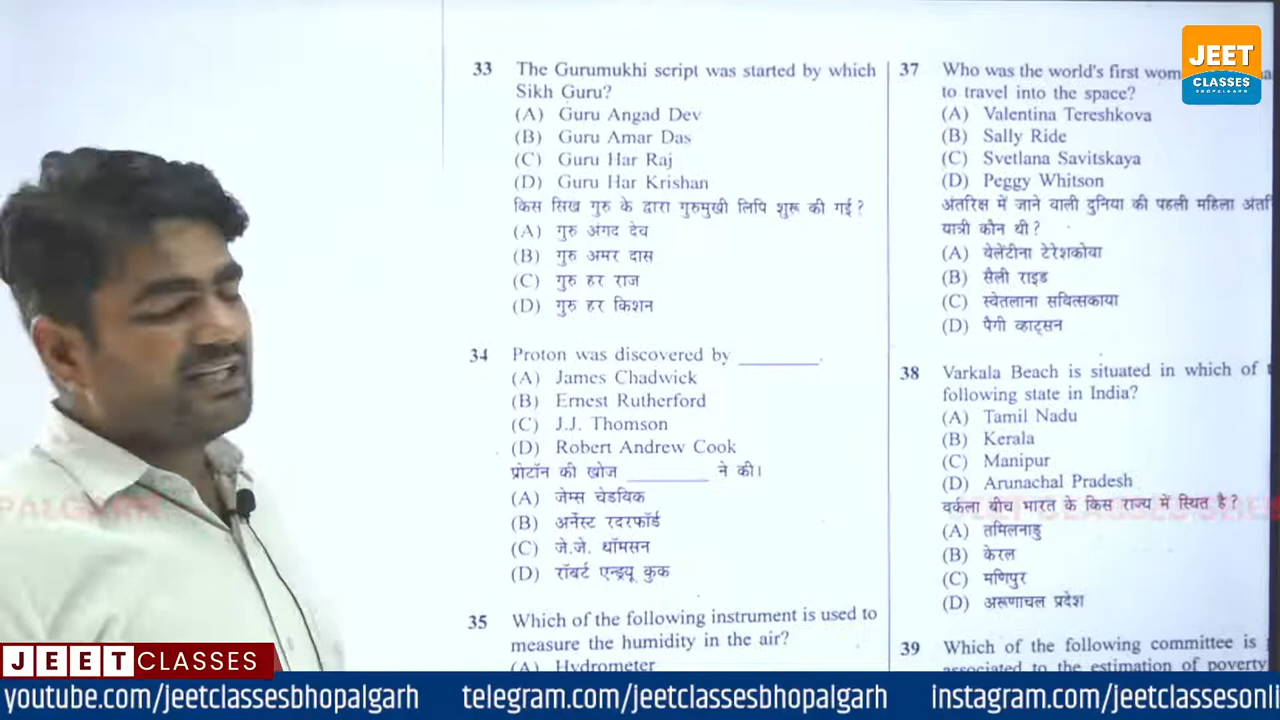 33 The Gurumukhi script was started by which
Sikh Guru?
(A) Guru Angad Dev
(B) Guru Amar Das
(C) Guru Har Raj
(D) Guru Har Krishan
किस सिख गुरु के द्वारा गुरुमुखी लिपि शुरू की गई?
(A) गुरु अंगद देव
(B) गुरु अमर दास
(C) गुरु हर राज
(D) गुरु हर किशन
34 Proton was discovered by ________.
(A) James Chadwick
(B) Ernest Rutherford
(C) J.J. Thomson
(D) Robert Andrew Cook
प्रोटॉन की खोज ________ ने की।
(A) जेम्स चेडविक
(B) अर्नेस्ट रदरफॉर्ड
(C) जे.जे. थॉमसन
(D) रॉबर्ट एन्ड्र्यू कुक
35 Which of the following instrument is used to
measure the humidity in the air?
(A) Hydrometer
37 Who was the world's first
to travel into the space?
(A) Valentina Tereshkova
(B) Sally Ride
(C) Svetlana Savitskaya
(D) Peggy Whitson
अंतरिक्ष में जाने वाली दुनिया की पहली महिला
यात्री कौन थी?
(A) वेलेंटीना टेरेशकोवा
(B) सैली राइड
(C) स्वेतलाना सवित्सकाया
(D) पैगी व्हाट्सन
38 Varkala Beach is situated in which of
following state in India?
(A) Tamil Nadu
(B) Kerala
(C) Manipur
(D) Arunachal Pradesh
वर्कला बीच भारत के किस राज्य में स्थित है?
(A) तमिलनाडु
(B) केरल
(C) मणिपुर
(D) अरूणाचल प्रदेश
39 Which of the following committee is
associated to the estimation of poverty
JEET
CLASSES
BHOPALGARH
JEET CLASSES
youtube.com/jeetclassesbhopalgarh telegram.com/jeetclassesbhopalgarh instagram.com/jeetclassesonli